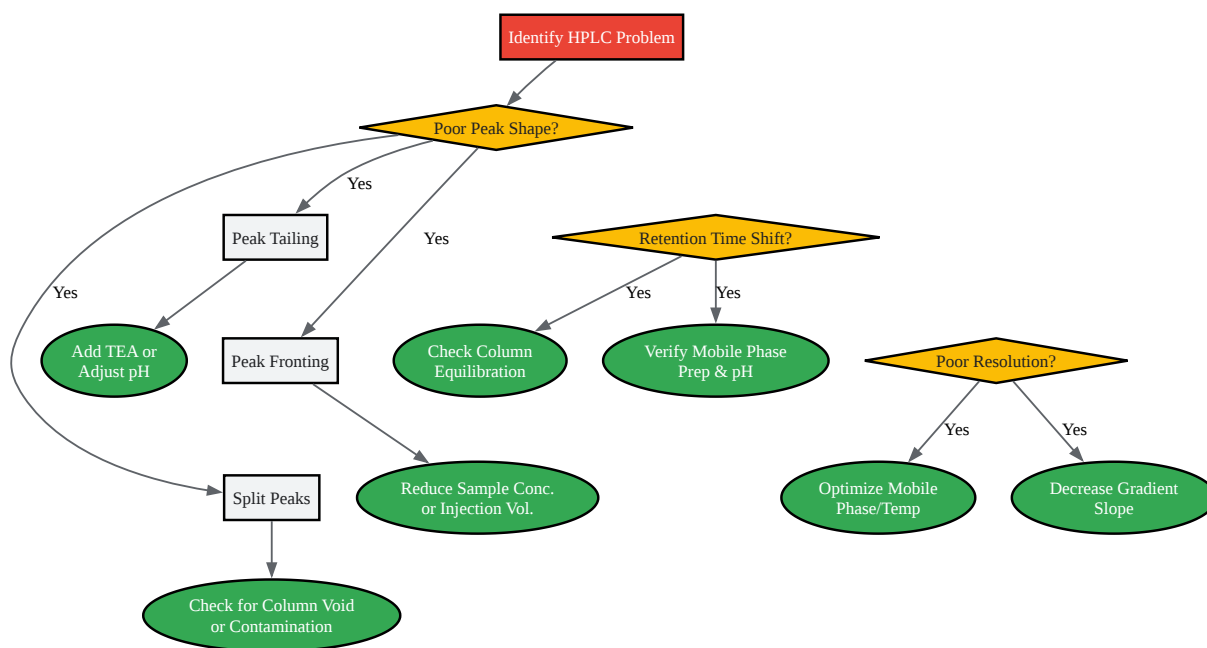 Identify HPLC Problem
Poor Peak Shape?
Yes
Peak Tailing
Yes
Retention Time Shift?
Yes
Yes
Yes
Add TEA or
Adjust pH
Peak Fronting
Check Column
Equilibration
Verify Mobile Phase
Prep & pH
Poor Resolution?
Yes
Yes
Split Peaks
Reduce Sample Conc.
or Injection Vol.
Optimize Mobile
Phase/Temp
Decrease Gradient
Slope
Check for Column Void
or Contamination